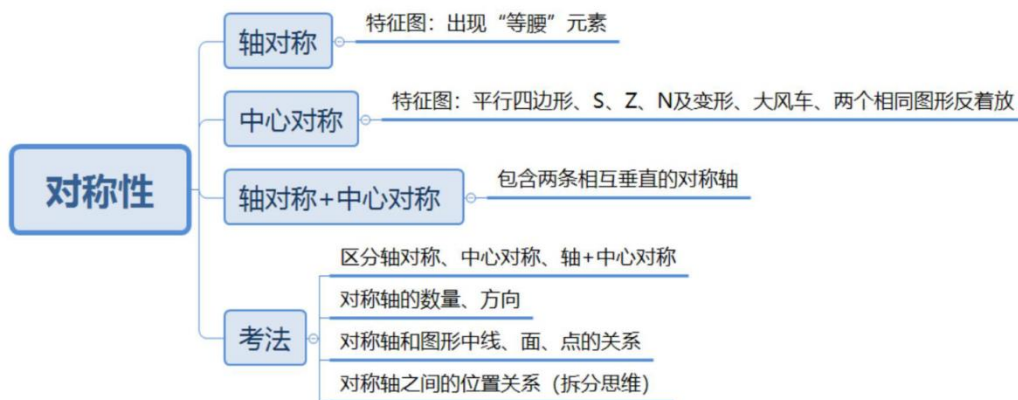 对称性
轴对称
特征图：出现“等腰”元素
中心对称
特征图：平行四边形、S、Z、N及变形、大风车、两个相同图形反着放
轴对称+中心对称
包含两条相互垂直的对称轴
考法
区分轴对称、中心对称、轴+中心对称
对称轴的数量、方向
对称轴和图形中线、面、点的关系
对称轴之间的位置关系（拆分思维）